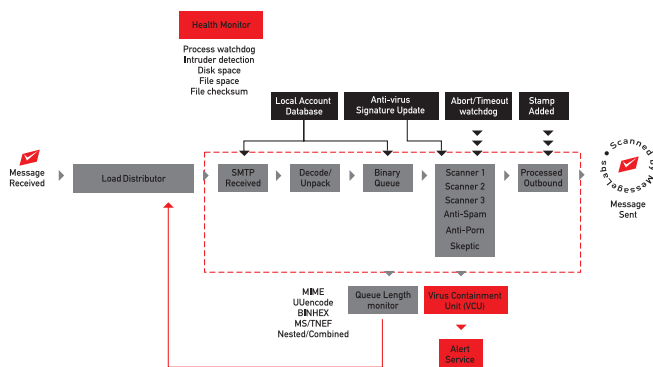 Health Monitor
Process watchdog
Intruder detection
Disk space
File space
File checksum
Local Account
Database
Anti-virus
Signature Update
Abort/Timeout
watchdog
Stamp
Added
Message
Received
Load Distributor
SMTP
Received
Decode/
Unpack
Binary
Queue
Scanner 1
Scanner 2
Scanner 3
Anti-Spam
Anti-Porn
Skeptic
Processed
Outbound
• Scanned by MessageLabs
Message
Sent
MIME
UUencode
BINHEX
MS/TNEF
Nested/Combined
Queue Length
monitor
Virus Containment
Unit (VCU)
Alert
Service